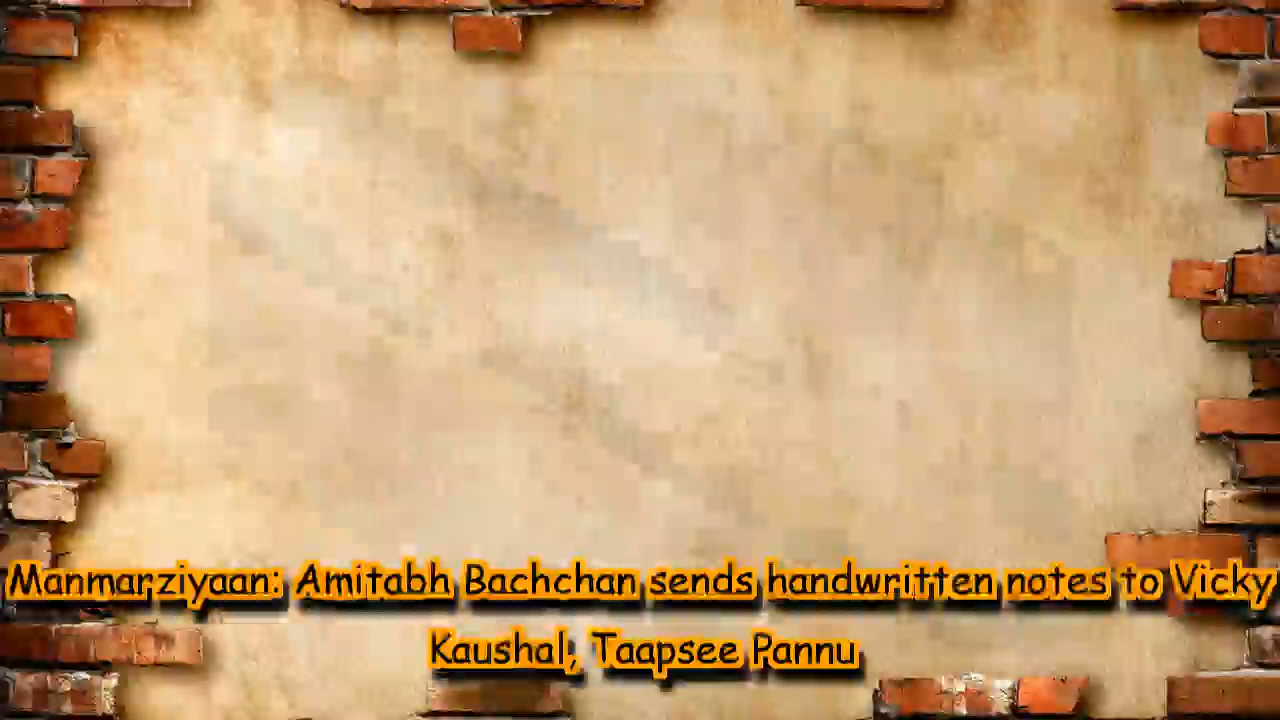 Manmarziyaan: Amitabh Bachchan sends handwritten notes to Vicky
Kaushal, Taapsee Pannu